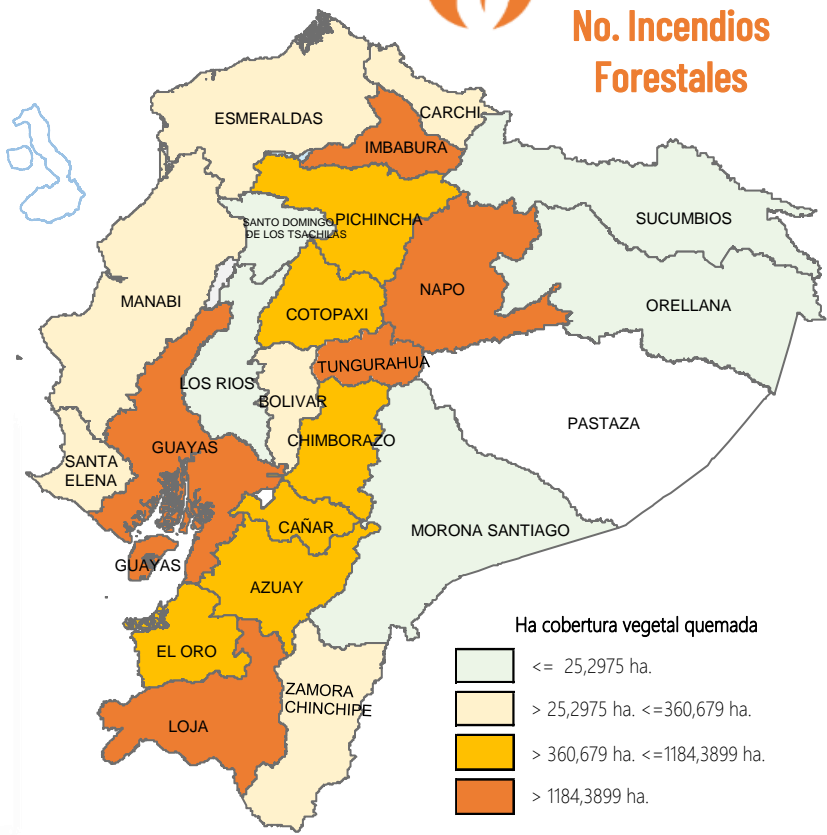 No. Incendios
Forestales
ESMERALDAS
CARCHI
IMBABURA
SUCUMBIOS
SANTO DOMINGO
DE LOS TSACHILAS
PICHINCHA
NAPO
ORELLANA
MANABI
COTOPAXI
TUNGURAHUA
LOS RIOS
BOLIVAR
PASTAZA
CHIMBORAZO
GUAYAS
SANTA
ELENA
CAÑAR
MORONA SANTIAGO
GUAYAS
AZUAY
EL ORO
ZAMORA
CHINCHIPE
LOJA
Ha cobertura vegetal quemada
<= 25,2975 ha.
> 25,2975 ha. <=360,679 ha.
> 360,679 ha. <=1184,3899 ha.
> 1184,3899 ha.